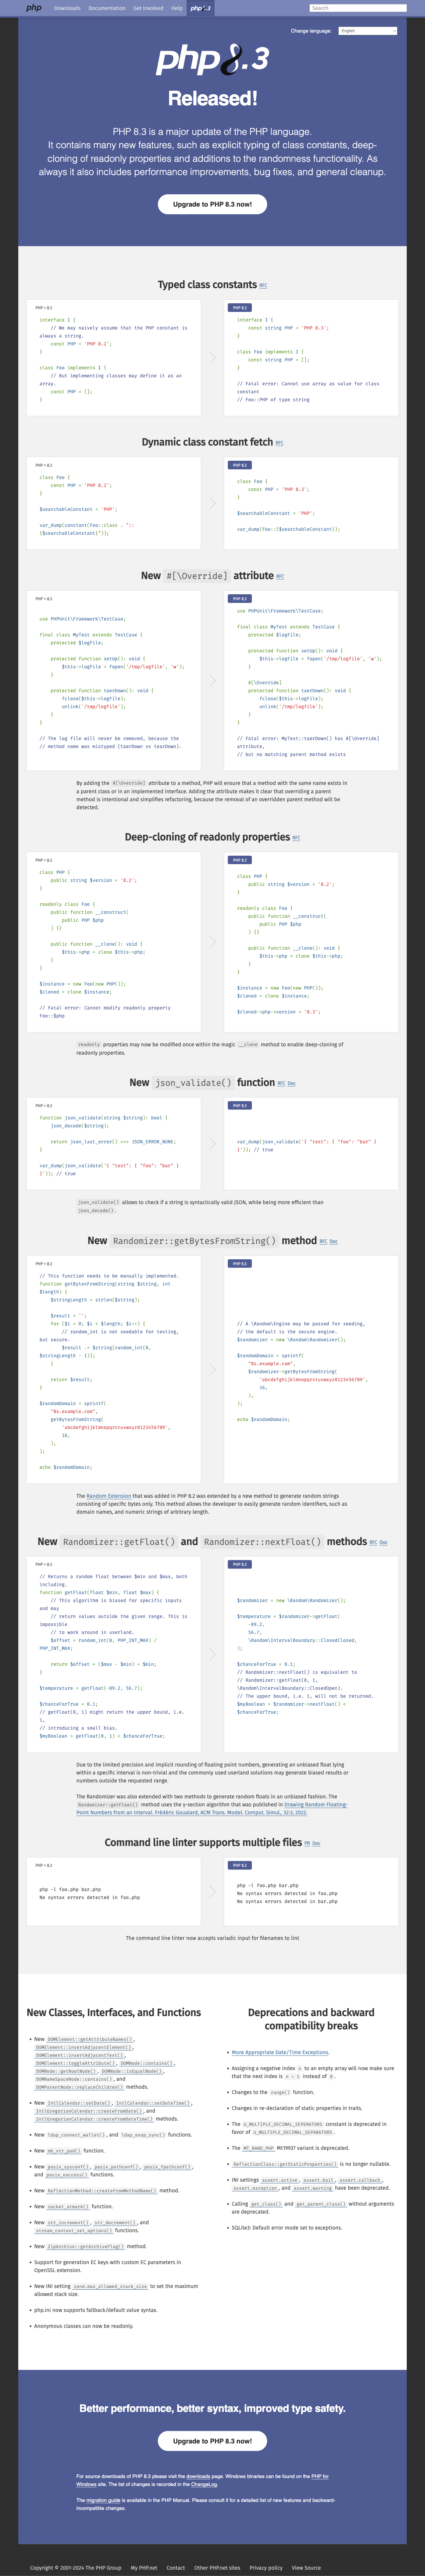 php Downloads Documentation Get Involved Help php8.3 Search
Change language: English
php8.3
Released!
PHP 8.3 is a major update of the PHP language.
It contains many new features, such as explicit typing of class constants, deep-
cloning of readonly properties and additions to the randomness functionality. As
always it also includes performance improvements, bug fixes, and general cleanup.
Upgrade to PHP 8.3 now!
Typed class constants RFC
PHP < 8.3
interface I {
// We may naively assume that the PHP constant is
always a string.
const PHP = 'PHP 8.2';
}
class Foo implements I {
// But implementing classes may define it as an
array.
const PHP = [];
}
PHP 8.3
interface I {
const string PHP = 'PHP 8.3';
}
class Foo implements I {
const string PHP = [];
}
// Fatal error: Cannot use array as value for class
constant
// Foo::PHP of type string
Dynamic class constant fetch RFC
PHP < 8.3
class Foo {
const PHP = 'PHP 8.2';
}
$searchableConstant = 'PHP';
var_dump(constant(Foo::class . "::
{$searchableConstant}"));
PHP 8.3
class Foo {
const PHP = 'PHP 8.3';
}
$searchableConstant = 'PHP';
var_dump(Foo::{$searchableConstant});
New #[\Override] attribute RFC
PHP < 8.3
use PHPUnit\Framework\TestCase;
final class MyTest extends TestCase {
protected $logFile;
protected function setUp(): void {
$this->logFile = fopen('/tmp/logfile', 'w');
}
protected function taerDown(): void {
fclose($this->logFile);
unlink('/tmp/logfile');
}
}
// The log file will never be removed, because the
// method name was mistyped (taerDown vs tearDown).
PHP 8.3
use PHPUnit\Framework\TestCase;
final class MyTest extends TestCase {
protected $logFile;
protected function setUp(): void {
$this->logFile = fopen('/tmp/logfile', 'w');
}
#[\Override]
protected function taerDown(): void {
fclose($this->logFile);
unlink('/tmp/logfile');
}
}
// Fatal error: MyTest::taerDown() has #[\Override]
attribute,
// but no matching parent method exists
By adding the #[\Override] attribute to a method, PHP will ensure that a method with the same name exists in
a parent class or in an implemented interface. Adding the attribute makes it clear that overriding a parent
method is intentional and simplifies refactoring, because the removal of an overridden parent method will be
detected.
Deep-cloning of readonly properties RFC
PHP < 8.3
class PHP {
public string $version = '8.2';
}
readonly class Foo {
public function __construct(
public PHP $php
) {}
public function __clone(): void {
$this->php = clone $this->php;
}
}
$instance = new Foo(new PHP());
$cloned = clone $instance;
// Fatal error: Cannot modify readonly property
Foo::$php
PHP 8.3
class PHP {
public string $version = '8.2';
}
readonly class Foo {
public function __construct(
public PHP $php
) {}
public function __clone(): void {
$this->php = clone $this->php;
}
}
$instance = new Foo(new PHP());
$cloned = clone $instance;
$cloned->php->version = '8.3';
readonly properties may now be modified once within the magic __clone method to enable deep-cloning of
readonly properties.
New json_validate() function RFC Doc
PHP < 8.3
function json_validate(string $string): bool {
json_decode($string);
return json_last_error() === JSON_ERROR_NONE;
}
var_dump(json_validate('{ "test": { "foo": "bar" }
}')); // true
PHP 8.3
var_dump(json_validate('{ "test": { "foo": "bar" }
}')); // true
json_validate() allows to check if a string is syntactically valid JSON, while being more efficient than
json_decode().
New Randomizer::getBytesFromString() method RFC Doc
PHP < 8.3
// This function needs to be manually implemented.
function getBytesFromString(string $string, int
$length) {
$stringLength = strlen($string);
$result = '';
for ($i = 0; $i < $length; $i++) {
// random_int is not seedable for testing,
but secure.
$result .= $string[random_int(0,
$stringLength - 1)];
}
return $result;
}
$randomDomain = sprintf(
"%s.example.com",
getBytesFromString(
'abcdefghijklmnopqrstuvwxyz0123456789',
16,
),
);
echo $randomDomain;
PHP 8.3
// A \Random\Engine may be passed for seeding,
// the default is the secure engine.
$randomizer = new \Random\Randomizer();
$randomDomain = sprintf(
"%s.example.com",
$randomizer->getBytesFromString(
'abcdefghijklmnopqrstuvwxyz0123456789',
16,
),
);
echo $randomDomain;
The Random Extension that was added in PHP 8.2 was extended by a new method to generate random strings
consisting of specific bytes only. This method allows the developer to easily generate random identifiers, such as
domain names, and numeric strings of arbitrary length.
New Randomizer::getFloat() and Randomizer::nextFloat() methods RFC Doc
PHP < 8.3
// Returns a random float between $min and $max, both
including.
function getFloat(float $min, float $max) {
// This algorithm is biased for specific inputs
and may
// return values outside the given range. This is
impossible
// to work around in userland.
$offset = random_int(0, PHP_INT_MAX) /
PHP_INT_MAX;
return $offset * ($max - $min) + $min;
}
$temperature = getFloat(-89.2, 56.7);
$chanceForTrue = 0.1;
// getFloat(0, 1) might return the upper bound, i.e.
1,
// introducing a small bias.
$myBoolean = getFloat(0, 1) < $chanceForTrue;
PHP 8.3
$randomizer = new \Random\Randomizer();
$temperature = $randomizer->getFloat(
-89.2,
56.7,
\Random\IntervalBoundary::ClosedClosed,
);
$chanceForTrue = 0.1;
// Randomizer::nextFloat() is equivalent to
// Randomizer::getFloat(0, 1,
\Random\IntervalBoundary::ClosedOpen).
// The upper bound, i.e. 1, will not be returned.
$myBoolean = $randomizer->nextFloat() <
$chanceForTrue;
Due to the limited precision and implicit rounding of floating point numbers, generating an unbiased float lying
within a specific interval is non-trivial and the commonly used userland solutions may generate biased results or
numbers outside the requested range.
The Randomizer was also extended with two methods to generate random floats in an unbiased fashion. The
Randomizer::getFloat() method uses the γ-section algorithm that was published in Drawing Random Floating-
Point Numbers from an Interval. Frédéric Goualard, ACM Trans. Model. Comput. Simul., 32:3, 2022.
Command line linter supports multiple files PR Doc
PHP < 8.3
php -l foo.php bar.php
No syntax errors detected in foo.php
PHP 8.3
php -l foo.php bar.php
No syntax errors detected in foo.php
No syntax errors detected in bar.php
The command line linter now accepts variadic input for filenames to lint
New Classes, Interfaces, and Functions
New DOMElement::getAttributeNames(),
DOMElement::insertAdjacentElement(),
DOMElement::insertAdjacentText(),
DOMElement::toggleAttribute(), DOMNode::contains(),
DOMNode::getRootNode(), DOMNode::isEqualNode(),
DOMNameSpaceNode::contains(), and
DOMParentNode::replaceChildren() methods.
New IntlCalendar::setDate(), IntlCalendar::setDateTime(),
IntlGregorianCalendar::createFromDate(), and
IntlGregorianCalendar::createFromDateTime() methods.
New ldap_connect_wallet(), and ldap_exop_sync() functions.
New mb_str_pad() function.
New posix_sysconf(), posix_pathconf(), posix_fpathconf(),
and posix_eaccess() functions.
New ReflectionMethod::createFromMethodName() method.
New socket_atmark() function.
New str_increment(), str_decrement(), and
stream_context_set_options() functions.
New ZipArchive::getArchiveFlag() method.
Support for generation EC keys with custom EC parameters in
OpenSSL extension.
New INI setting zend.max_allowed_stack_size to set the maximum
allowed stack size.
php.ini now supports fallback/default value syntax.
Anonymous classes can now be readonly.
Deprecations and backward
compatibility breaks
More Appropriate Date/Time Exceptions.
Assigning a negative index n to an empty array will now make sure
that the next index is n + 1 instead of 0.
Changes to the range() function.
Changes in re-declaration of static properties in traits.
The U_MULTIPLE_DECIMAL_SEPERATORS constant is deprecated in
favor of U_MULTIPLE_DECIMAL_SEPARATORS.
The MT_RAND_PHP Mt19937 variant is deprecated.
ReflectionClass::getStaticProperties() is no longer nullable.
INI settings assert.active, assert.bail, assert.callback,
assert.exception, and assert.warning have been deprecated.
Calling get_class() and get_parent_class() without arguments
are deprecated.
SQLite3: Default error mode set to exceptions.
Better performance, better syntax, improved type safety.
Upgrade to PHP 8.3 now!
For source downloads of PHP 8.3 please visit the downloads page. Windows binaries can be found on the PHP for
Windows site. The list of changes is recorded in the ChangeLog.
The migration guide is available in the PHP Manual. Please consult it for a detailed list of new features and backward-
incompatible changes.
Copyright © 2001-2024 The PHP Group My PHP.net Contact Other PHP.net sites Privacy policy View Source